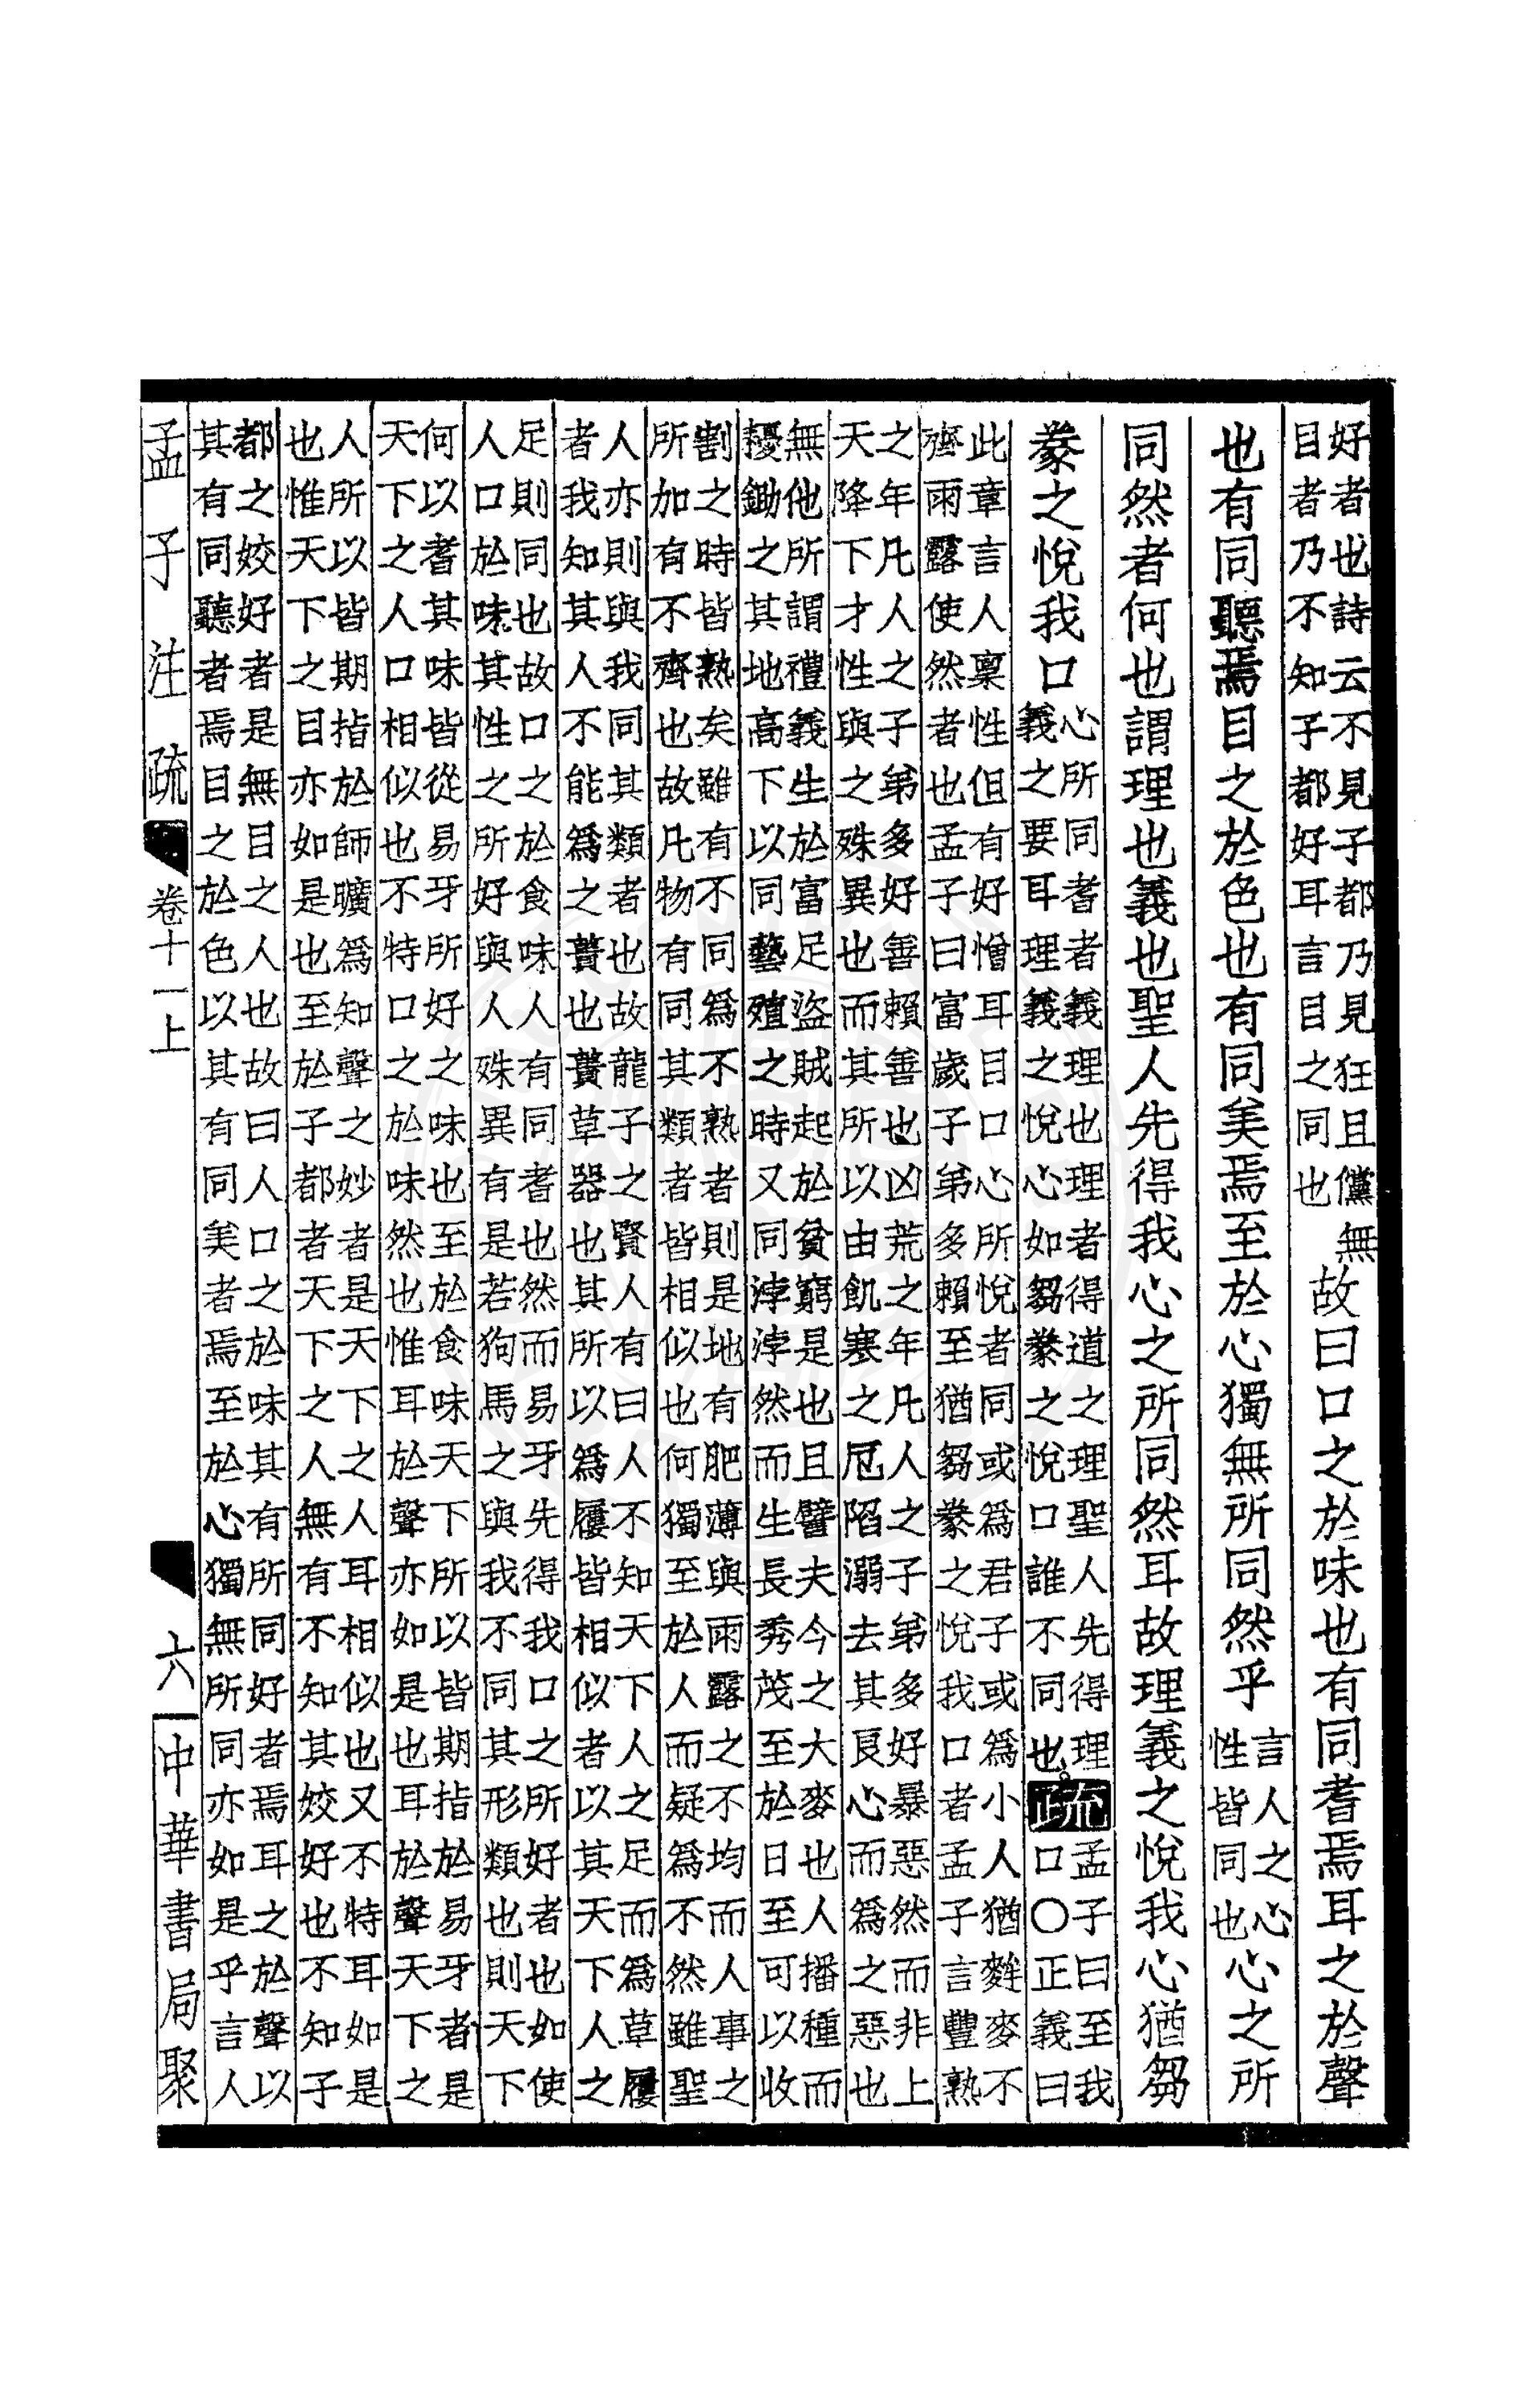 好者也詩云不見子都乃見狂且儻無
目者乃不知子都好耳言目之同也
故曰口之於味也有同耆焉耳之於聲
也有同聽焉目之於色也有同美焉至於心獨無所同然乎
言人之心
性皆同也
心之所
同然者何也謂理也義也聖人先得我心之所同然耳故理義之悅我心猶芻
豢之悅我口
心所同耆者義理也理者得道之理聖人先得理
義之要耳理義之悅心如芻豢之悅口誰不同也
疏
孟子曰至我
口〇正義曰
此章言人稟性但有好憎耳目口心所悅者同或爲君子或爲小人猶麰麥不
齊雨露使然者也孟子曰富歲子弟多賴至猶芻豢之悅我口者孟子言豐熟
之年凡人之子弟多好善賴善也凶荒之年凡人之子弟多好暴惡然而非上
天降下才性與之殊異也而其所以由飢寒之厄陷溺去其良心而爲之惡也
無他所謂禮義生於富足盜賊起於貧窮是也且譬夫今之大麥也人播種而
耰鋤之其地高下以同藝殖之時又同浡浡然而生長秀茂至於日至可以收
割之時皆熟矣雖有不同爲不熟者則是地有肥薄與雨露之不均而人事之
所加有不齊也故凡物有同其類者皆相似也何獨至於人而疑爲不然雖聖
人亦則與我同其類者也故龍子之賢人有曰人不知天下人之足而爲草屨
者我知其人不能爲之蕢也蕢草器也其所以爲屨皆相似者以其天下人之
足則同也故口之於食味人有同耆也然而易牙先得我口之所好者也如使
人口於味其性之所好與人殊異有是若狗馬之與我不同其形類也則天下
何以耆其味皆從易牙所好之味也至於食味天下所以皆期指於易牙者是
天下之人口相似也不特口之於味然也惟耳於聲亦如是也耳於聲天下之
人所以皆期指於師曠爲知聲之妙者是天下之人耳相似也又不特耳如是
也惟天下之目亦如是也至於子都者天下之人無有不知其姣好也不知子
都之姣好者是無目之人也故曰人口之於味其有所同好者焉耳之於聲以
其有同聽者焉目之於色以其有同美者焉至於心獨無所同亦如是乎言人
孟子注疏 卷十一上 六 中華書局聚